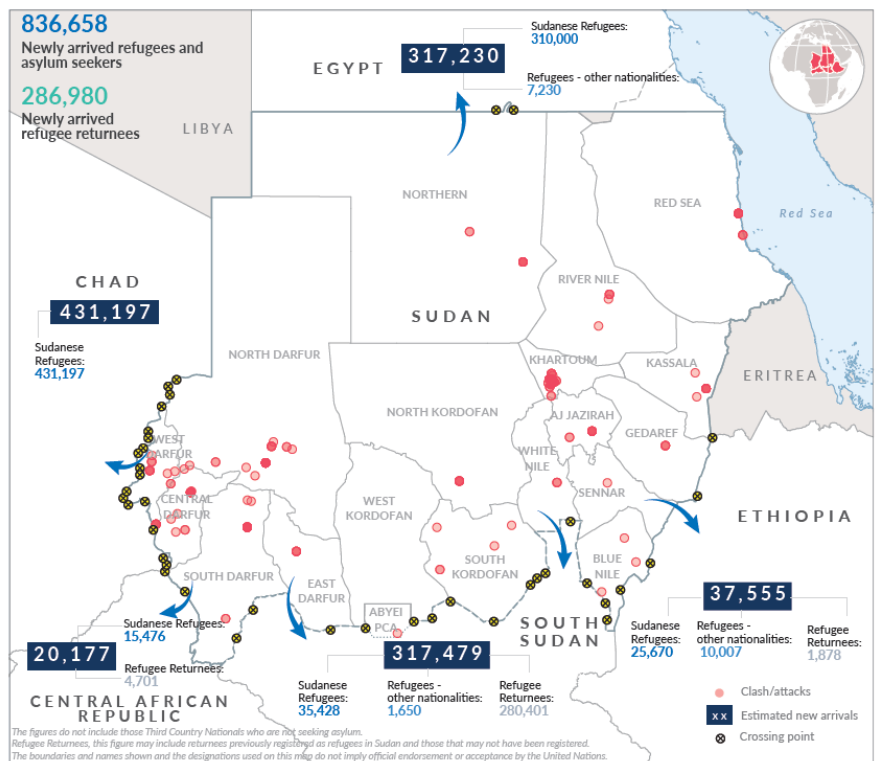 836,658
Newly arrived refugees and
asylum seekers
286,980
Newly arrived
refugee returnees
LIBYA
EGYPT
317,230
Sudanese Refugees:
310,000
Refugees - other nationalities:
7,230
NORTHERN
RED SEA
Red Sea
RIVER NILE
CHAD
431,197
Sudanese
Refugees:
431,197
SUDAN
NORTH DARFUR
KHARTOUM
KASSALA
ERITREA
NORTH KORDOFAN
AJ JAZIRAH
GEDAREF
WEST
DARFUR
WHITE
NILE
SENNAR
CENTRAL
DARFUR
WEST
KORDOFAN
ETHIOPIA
SOUTH
KORDOFAN
BLUE
NILE
SOUTH DARFUR
EAST
DARFUR
ABYEI
PCA
SOUTH
SUDAN
37,555
Sudanese
Refugees:
25,670
Refugees -
other nationalities:
10,007
Refugee
Returnees:
1,878
Sudanese Refugees:
15,476
20,177
Refugee Returnees:
4,701
CENTRAL AFRICAN
REPUBLIC
317,479
Sudanese
Refugees:
35,428
Refugees -
other nationalities:
1,650
Refugee
Returnees:
280,401
Clash/attacks
x x Estimated new arrivals
Crossing point
The figures do not include those Third Country Nationals who are not seeking asylum.
Refugee Returnees, this figure may include returnees previously registered as refugees in Sudan and those that may not have been registered.
The boundaries and names shown and the designations used on this map do not imply official endorsement or acceptance by the United Nations.